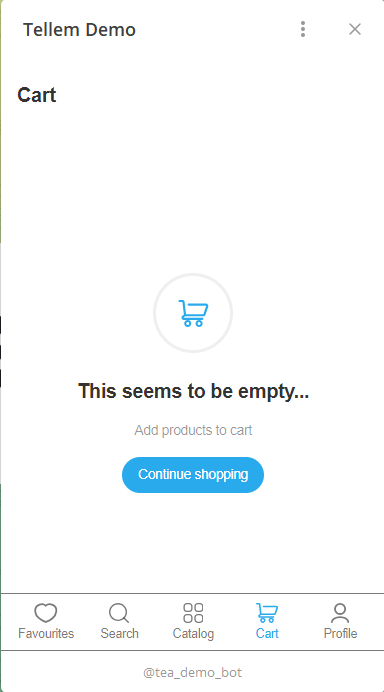 Tellem Demo
Cart
This seems to be empty...
Add products to cart
Continue shopping
Favourites Search Catalog Cart Profile
@tea_demo_bot